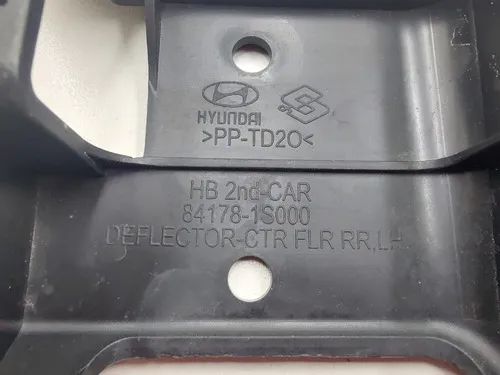 HYUNDAI
>PP-TD20<
HB 2nd-CAR
84178-1S000
DEFLECTOR-CTR FLR RR,LH